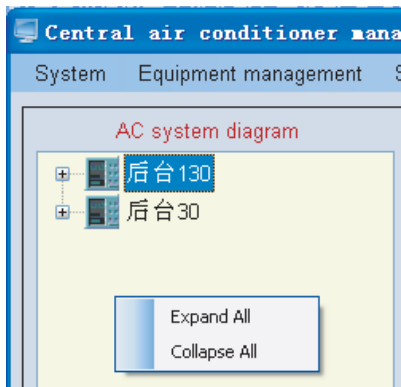 Central air conditioner mana
System Equipment management
AC system diagram
后台130
后台30
Expand All
Collapse All